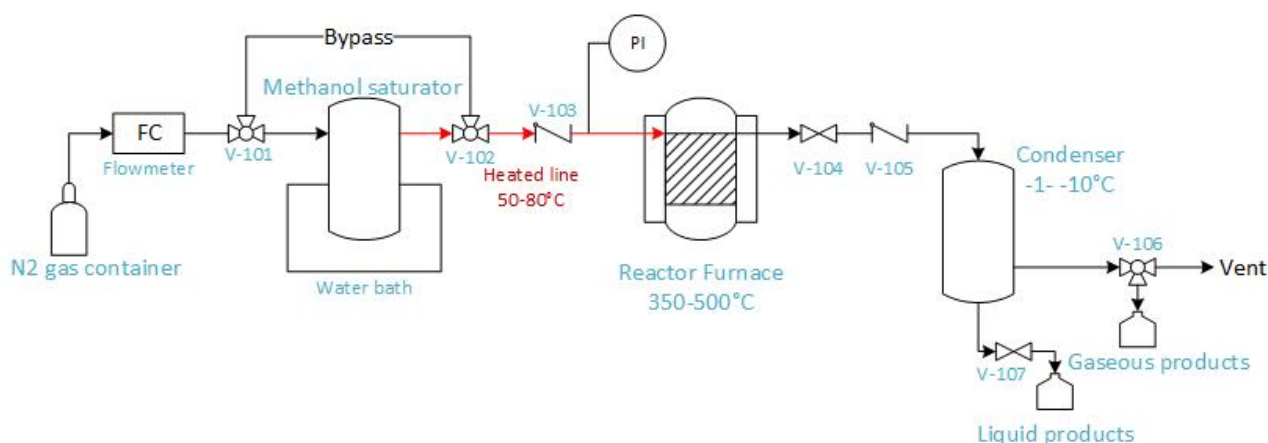 Bypass
PI
Methanol saturator
V-103
FC
V-101
V-102
Flowmeter
Heated line
50-80°C
V-104
V-105
Condenser
-1- -10°C
N2 gas container
Water bath
Reactor Furnace
350-500°C
V-106
Vent
V-107
Gaseous products
Liquid products